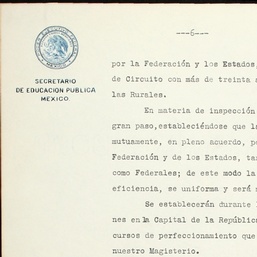 ---6---
SECRETARIO
DE EDUCACION PUBLICA
MEXICO.
por la Federación y los Estados,
de Circuito con más de treinta a
las Rurales.
En materia de inspección
gran paso,estableciéndose que la
mutuamente, en pleno acuerdo, po
Federación y de los Estados, tan
como Federales; de este modo la
eficiencia, se uniforma y será s
Se establecerán durante l
nes en la Capital de la República
cursos de perfeccionamiento que
nuestro Magisterio.